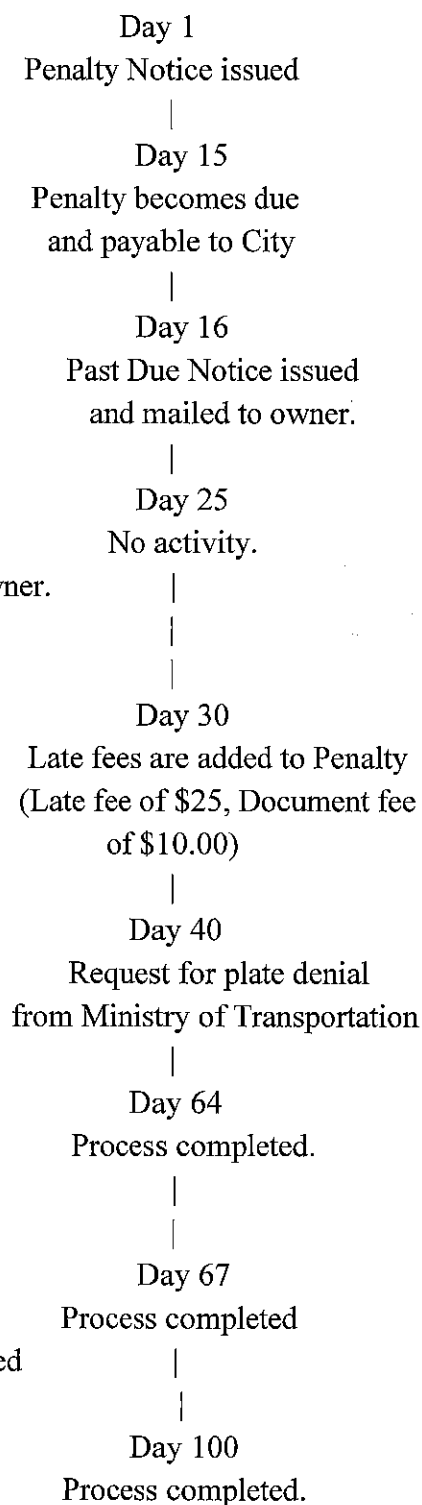 Day 1
Penalty Notice issued
|
Day 15
Penalty becomes due
and payable to City
|
Day 16
Past Due Notice issued
and mailed to owner.
|
Day 25
No activity.
|
|
|
Day 30
Late fees are added to Penalty
(Late fee of $25, Document fee
of $10.00)
|
Day 40
Request for plate denial
from Ministry of Transportation
|
Day 64
Process completed.
|
|
Day 67
Process completed
|
|
Day 100
Process completed.